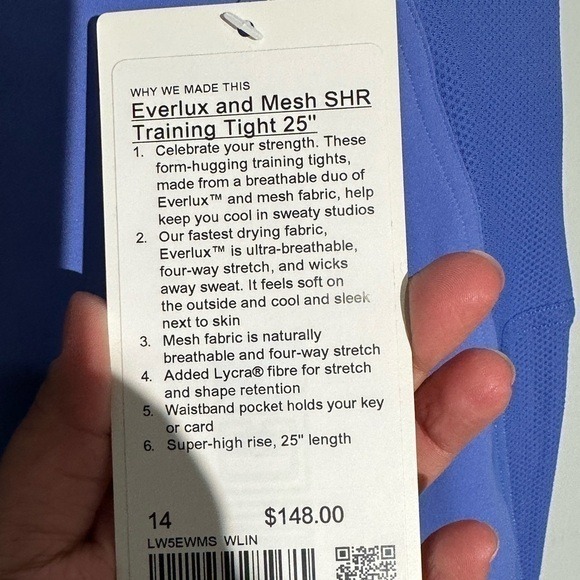 WHY WE MADE THIS
Everlux and Mesh SHR
Training Tight 25"
1. Celebrate your strength. These
form-hugging training tights,
made from a breathable duo of
Everlux™ and mesh fabric, help
keep you cool in sweaty studios
2. Our fastest drying fabric,
Everlux™ is ultra-breathable,
four-way stretch, and wicks
away sweat. It feels soft on
the outside and cool and sleek
next to skin
3. Mesh fabric is naturally
breathable and four-way stretch
4. Added Lycra® fibre for stretch
and shape retention
5. Waistband pocket holds your key
or card
6. Super-high rise, 25" length
14 $148.00
LW5EWMS WLIN